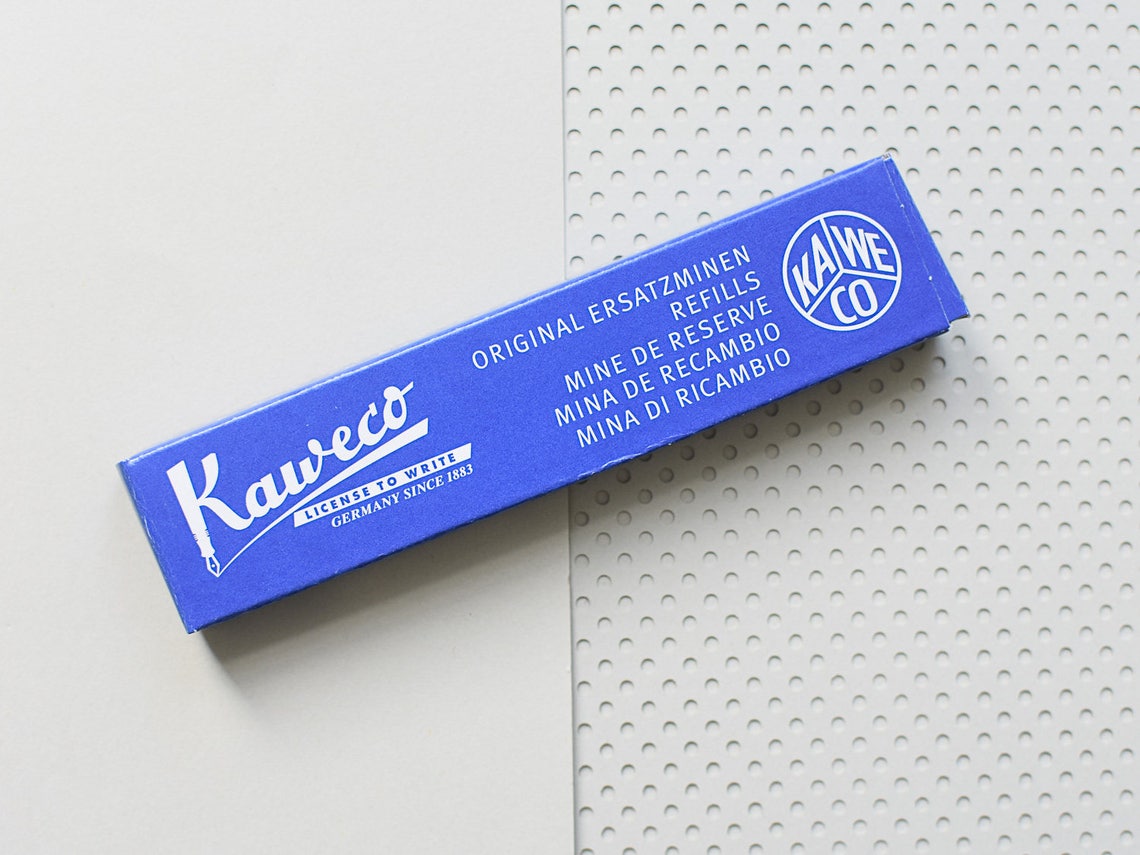 Kaweco
LICENSE TO WRITE
GERMANY SINCE 1883
ORIGINAL ERSATZMINEN
REFILLS
MINE DE RESERVE
MINA DE RECAMBIO
MINA DI RICAMBIO
KA WE
CO